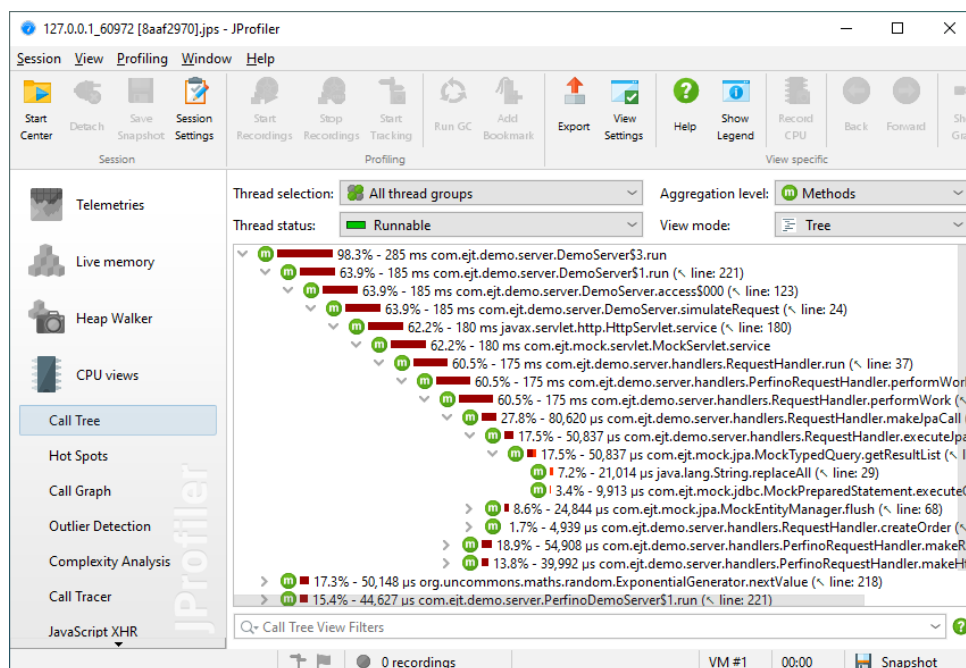 127.0.0.1_60972 [8aaf2970].jps - JProfiler
Session View Profiling Window Help
Start Center
Detach
Save Snapshot
Session Settings
Start Recordings
Stop Recordings
Start Tracking
Run GC
Add Bookmark
Export
View Settings
Help
Show Legend
Record CPU
Back
Forward
Session
Profiling
View specific
Telemetries
Live memory
Heap Walker
CPU views
Call Tree
Hot Spots
Call Graph
Outlier Detection
Complexity Analysis
Call Tracer
JavaScript XHR
JProfiler
Thread selection: All thread groups Aggregation level: Methods
Thread status: Runnable View mode: Tree
98.3% - 285 ms com.ejt.demo.server.DemoServer$3.run
63.9% - 185 ms com.ejt.demo.server.DemoServer$1.run (↖ line: 221)
63.9% - 185 ms com.ejt.demo.server.DemoServer.access$000 (↖ line: 123)
63.9% - 185 ms com.ejt.demo.server.DemoServer.simulateRequest (↖ line: 24)
62.2% - 180 ms javax.servlet.http.HttpServlet.service (↖ line: 180)
62.2% - 180 ms com.ejt.mock.servlet.MockServlet.service
60.5% - 175 ms com.ejt.demo.server.handlers.RequestHandler.run (↖ line: 37)
60.5% - 175 ms com.ejt.demo.server.handlers.PerfinoRequestHandler.performWork
60.5% - 175 ms com.ejt.demo.server.handlers.RequestHandler.performWork (↖
27.8% - 80,620 µs com.ejt.demo.server.handlers.RequestHandler.makeJpaCall (
17.5% - 50,837 µs com.ejt.demo.server.handlers.RequestHandler.executeJpa
17.5% - 50,837 µs com.ejt.mock.jpa.MockTypedQuery.getResultList (↖ l
7.2% - 21,014 µs java.lang.String.replaceAll (↖ line: 29)
3.4% - 9,913 µs com.ejt.mock.jdbc.MockPreparedStatement.execute
8.6% - 24,844 µs com.ejt.mock.jpa.MockEntityManager.flush (↖ line: 68)
1.7% - 4,939 µs com.ejt.demo.server.handlers.RequestHandler.createOrder (↖
18.9% - 54,908 µs com.ejt.demo.server.handlers.PerfinoRequestHandler.makeR
13.8% - 39,992 µs com.ejt.demo.server.handlers.PerfinoRequestHandler.makeH
17.3% - 50,148 µs org.uncommons.maths.random.ExponentialGenerator.nextValue (↖ line: 218)
15.4% - 44,627 µs com.ejt.demo.server.PerfinoDemoServer$1.run (↖ line: 221)
Call Tree View Filters
0 recordings VM #1 00:00 Snapshot